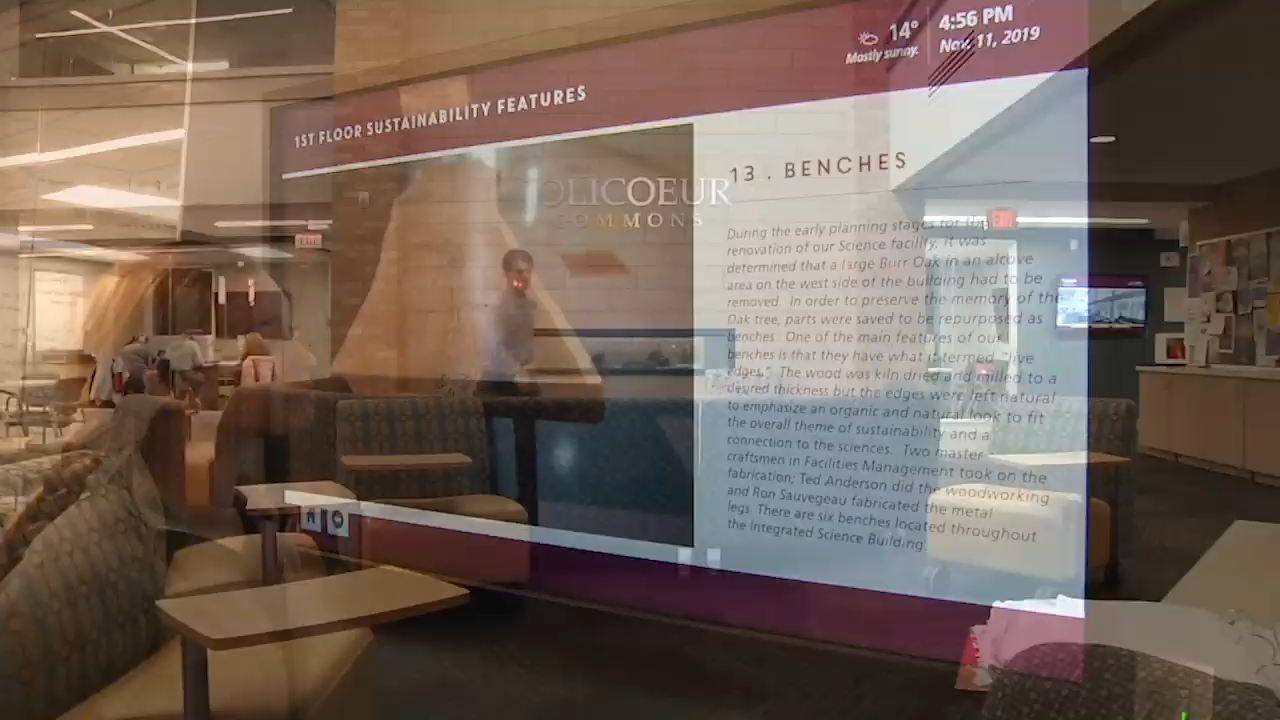 14° 4:56 PM
Mostly sunny. Nov. 11, 2019
1ST FLOOR SUSTAINABILITY FEATURES
13. BENCHES
OLICOEUR
COMMONS
During the early planning stages for the
renovation of our Science facility, it was
determined that a large Burr Oak in an alcove
area on the west side of the building had to be
removed. In order to preserve the memory of the
Oak tree, parts were saved to be repurposed as
benches. One of the main features of our
benches is that they have what it termed "live
edges." The wood was kiln dried and milled to a
desired thickness but the edges were left natural
to emphasize an organic and natural look to fit
the overall theme of sustainability and a
connection to the sciences. Two master
craftsmen in Facilities Management took on the
fabrication; Ted Anderson did the woodworking
and Ron Sauvegeau fabricated the metal
legs. There are six benches located throughout
the Integrated Science Building.
EXIT
EXIT